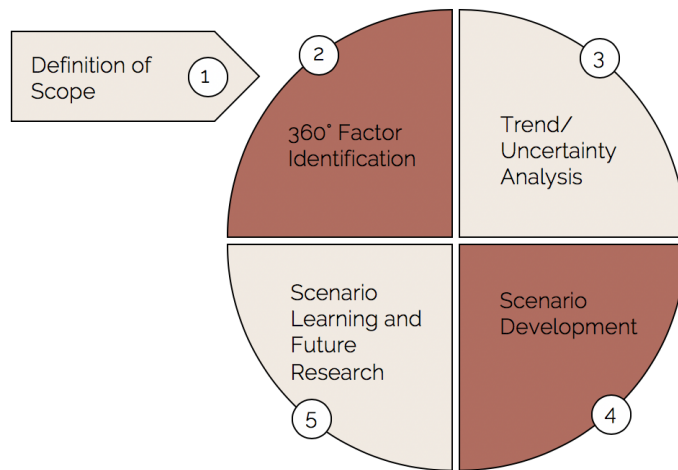 Definition of
Scope
1
2
360° Factor
Identification
3
Trend/
Uncertainty
Analysis
Scenario
Development
4
Scenario
Learning and
Future
Research
5